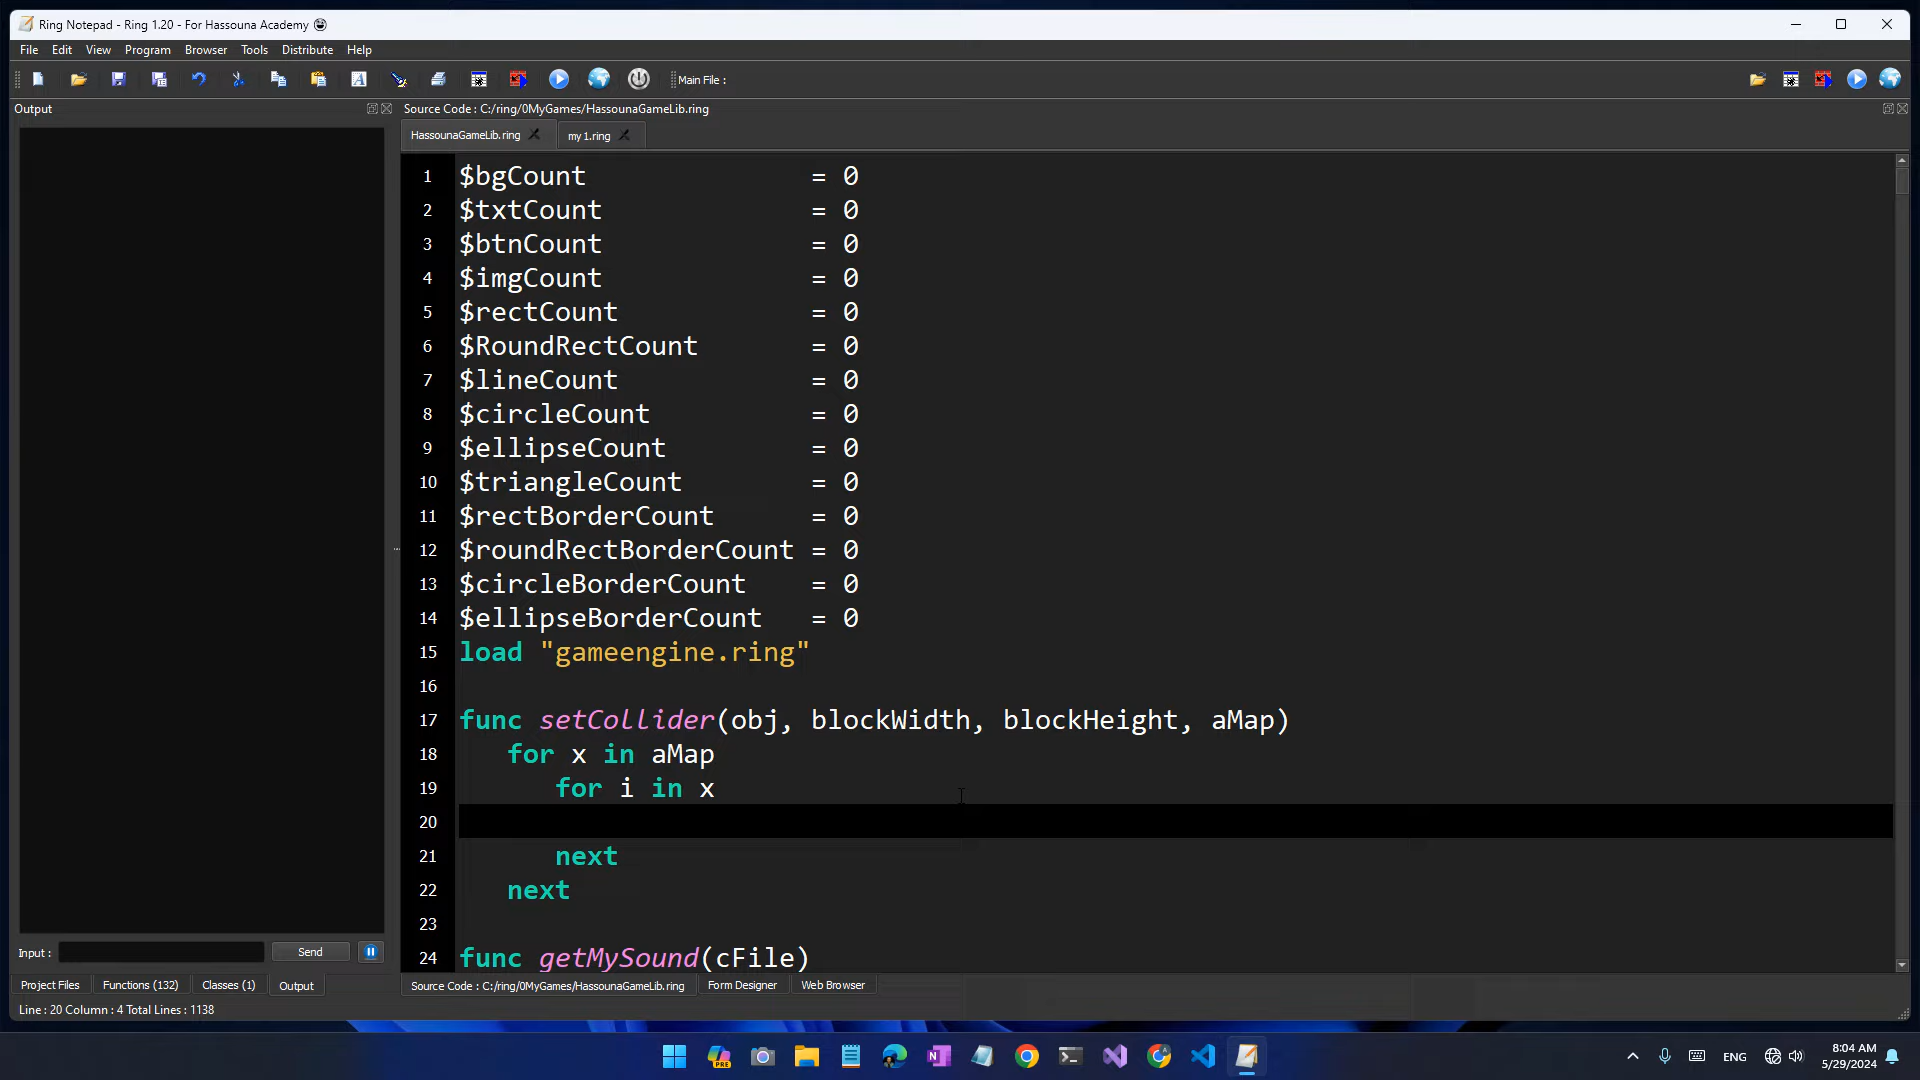 Ring Notepad - Ring 1.20 - For Hassouna Academy 😀
File Edit View Program Browser Tools Distribute Help
Main File :
Output
Source Code : C:/ring/0MyGames/HassounaGameLib.ring
HassounaGameLib.ring my 1.ring
1 $bgCount = 0
2 $txtCount = 0
3 $btnCount = 0
4 $imgCount = 0
5 $rectCount = 0
6 $RoundRectCount = 0
7 $lineCount = 0
8 $circleCount = 0
9 $ellipseCount = 0
10 $triangleCount = 0
11 $rectBorderCount = 0
12 $roundRectBorderCount = 0
13 $circleBorderCount = 0
14 $ellipseBorderCount = 0
15 load "gameengine.ring"
16
17 func setCollider(obj, blockWidth, blockHeight, aMap)
18 for x in aMap
19 for i in x
20
21 next
22 next
23
24 func getMySound(cFile)
Input : Send
Project Files Functions (132) Classes (1) Output
Source Code : C:/ring/0MyGames/HassounaGameLib.ring Form Designer Web Browser
Line : 20 Column : 4 Total Lines : 1138
PRE
ENG
8:04 AM
5/29/2024